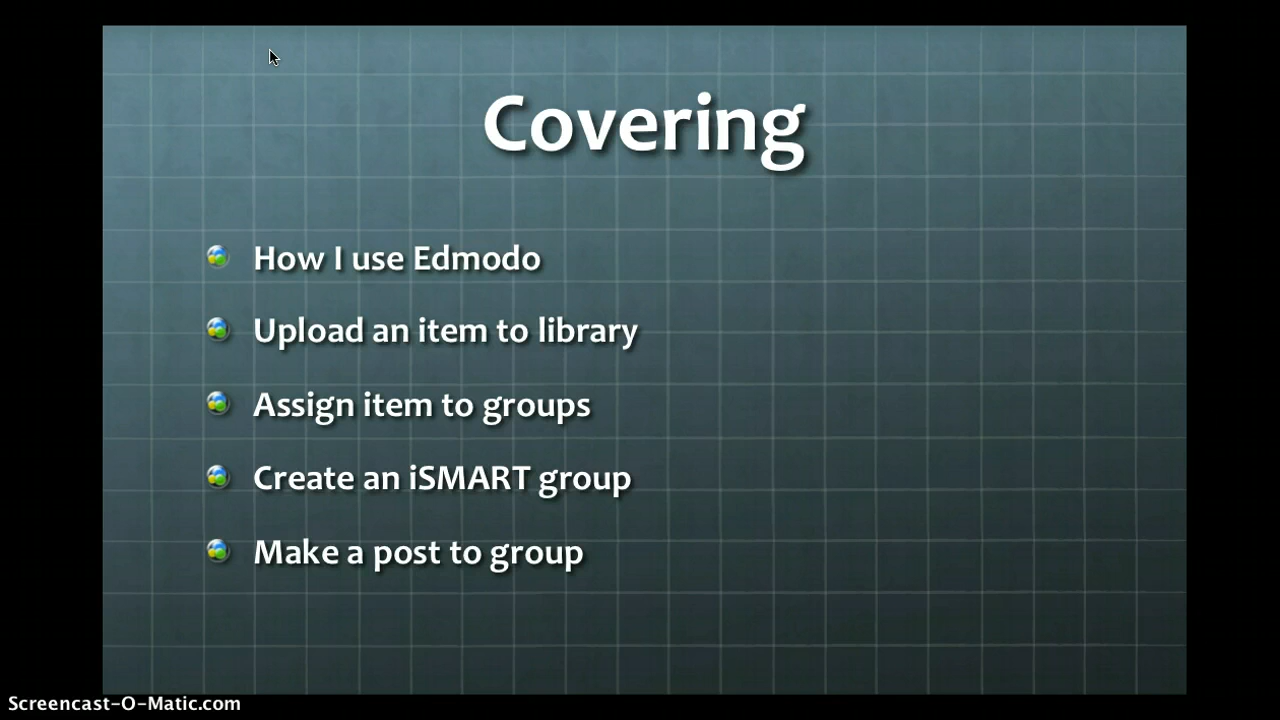 Covering
How I use Edmodo
Upload an item to library
Assign item to groups
Create an iSMART group
Make a post to group
Screencast-O-Matic.com